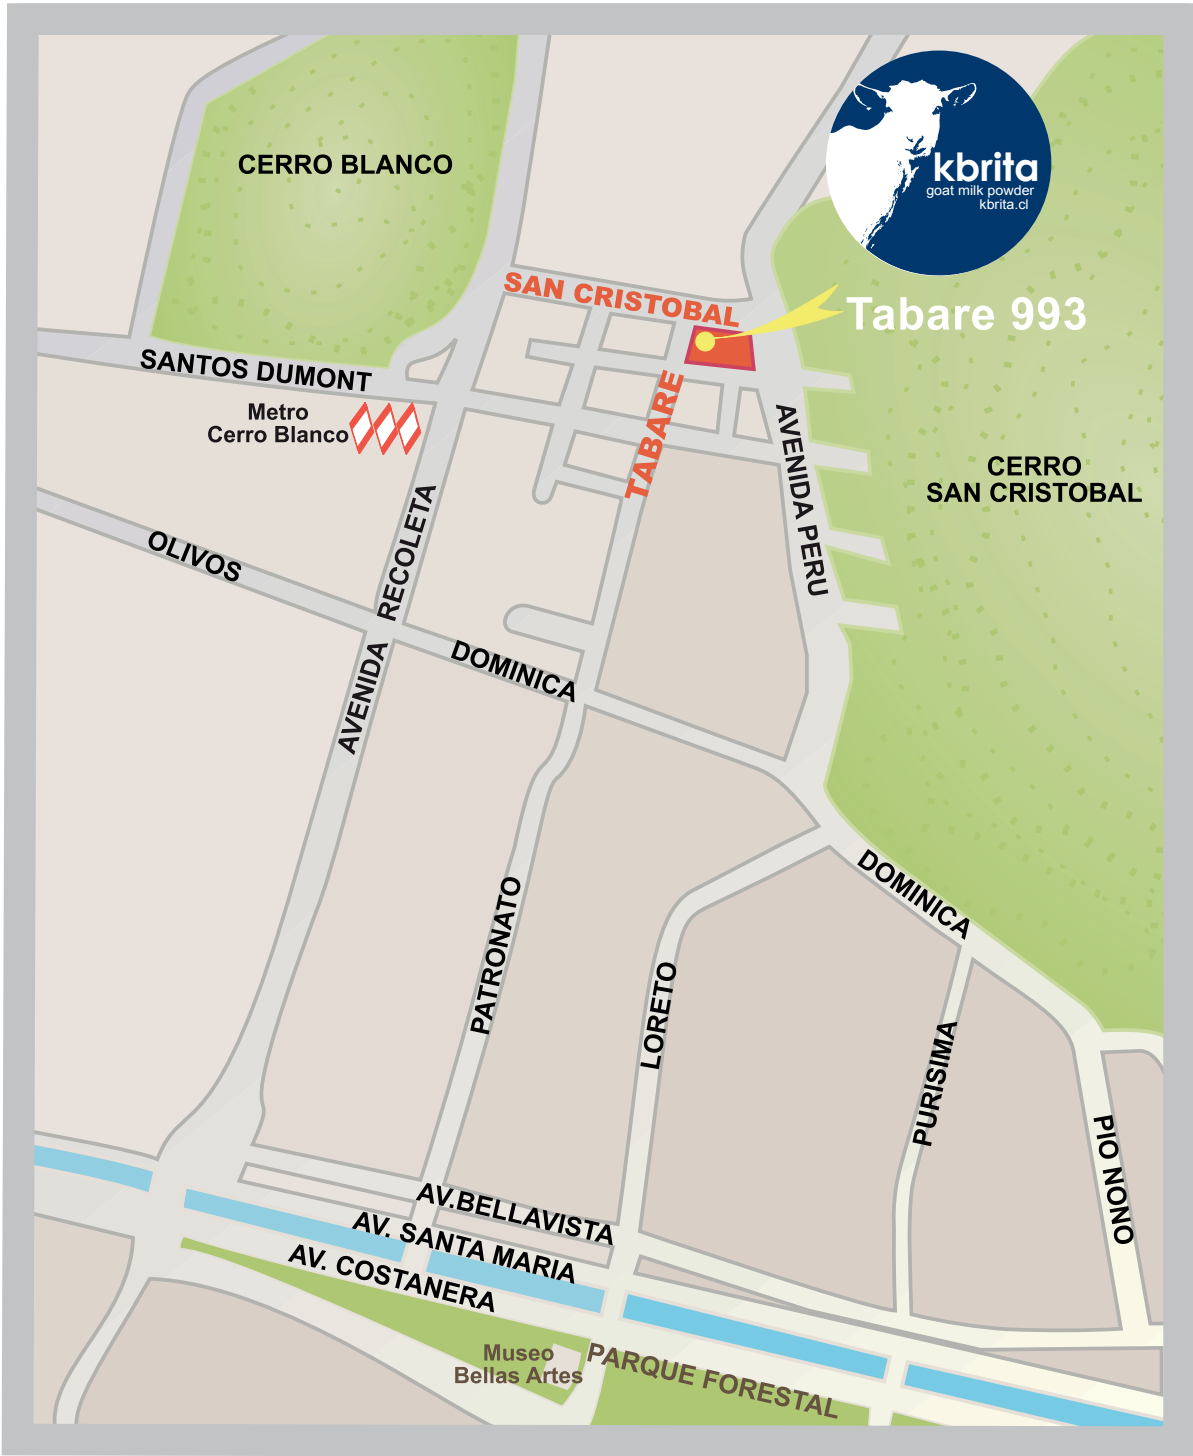 kbrita
goat milk powder
kbrita.cl
CERRO BLANCO
SAN CRISTOBAL
Tabare 993
SANTOS DUMONT
Metro
Cerro Blanco
TABARE
AVENIDA PERU
CERRO
SAN CRISTOBAL
OLIVOS
AVENIDA RECOLETA
DOMINICA
DOMINICA
PATRONATO
LORETO
PURISIMA
PIO NONO
AV.BELLAVISTA
AV. SANTA MARIA
AV. COSTANERA
Museo
Bellas Artes
PARQUE FORESTAL